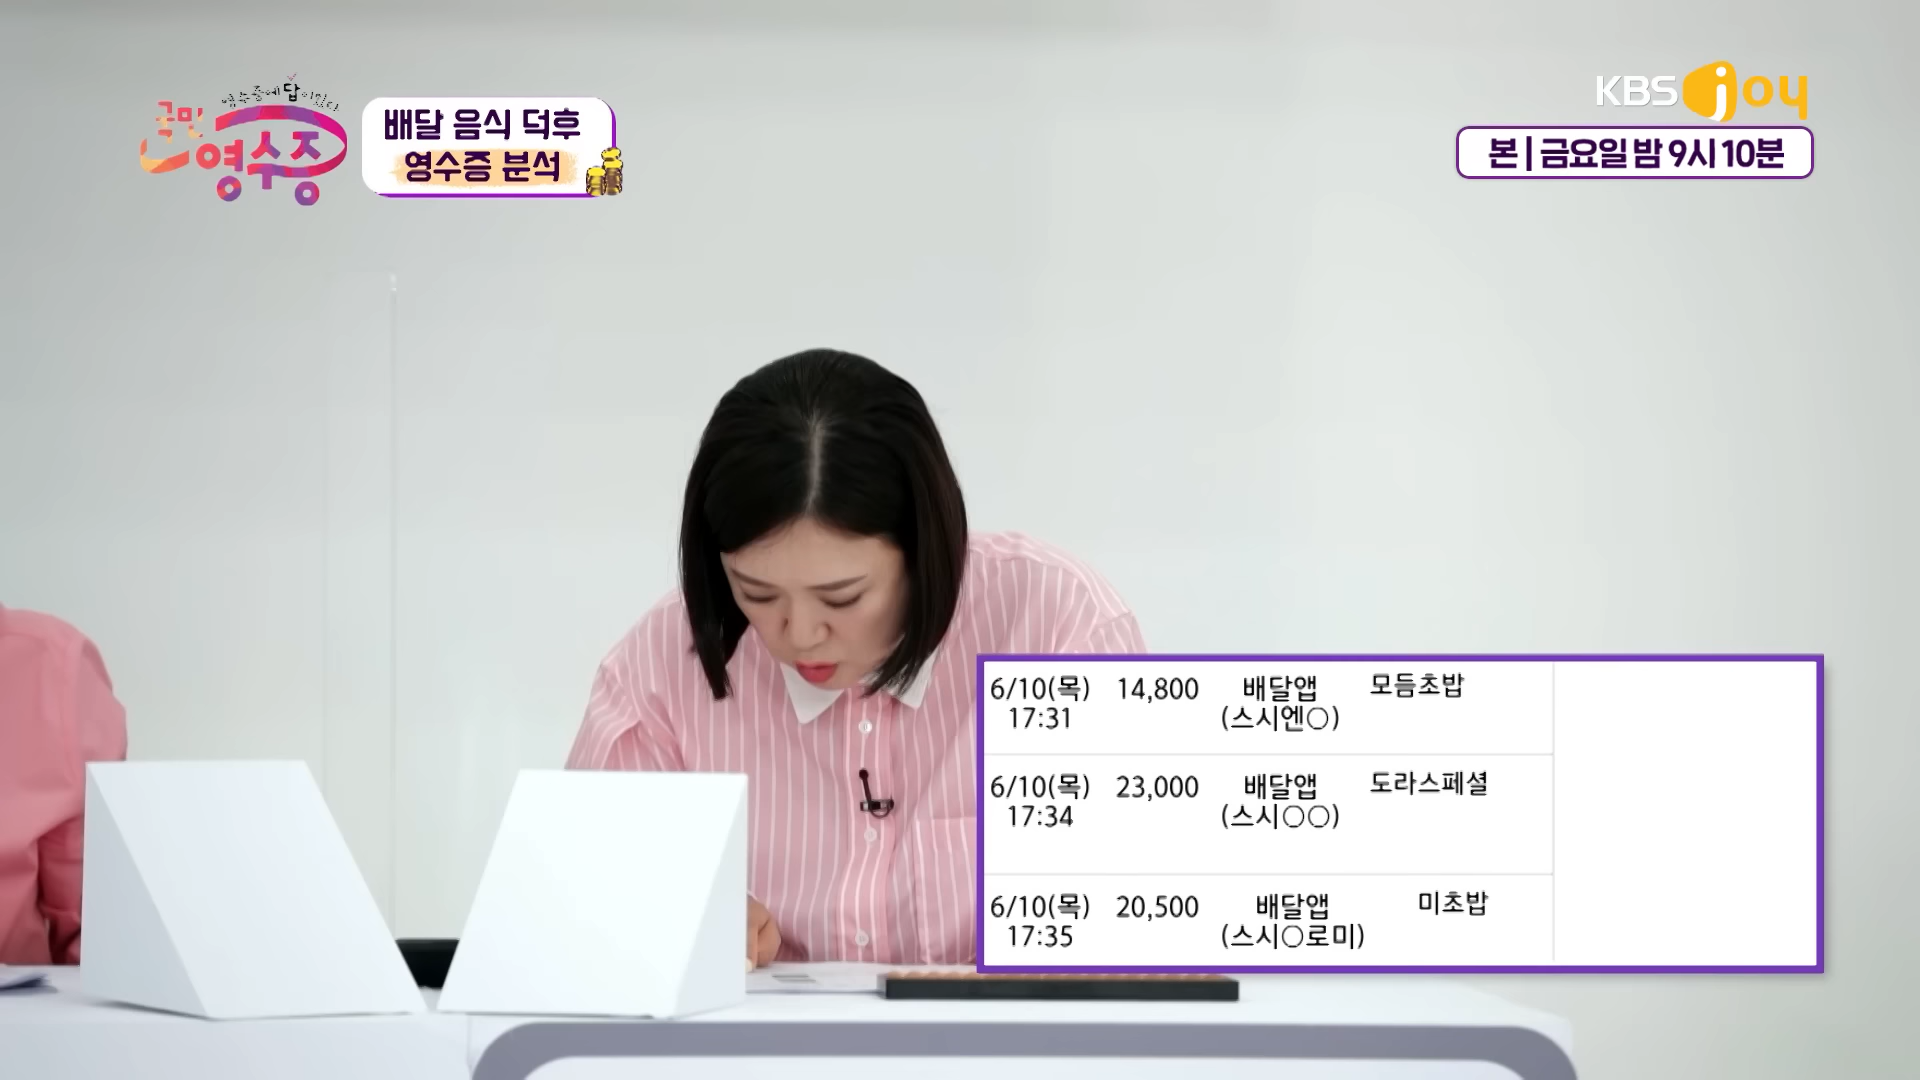 영수증에 답이 있다
국민
영수증
배달 음식 덕후
영수증 분석
KBS joy
본 | 금요일 밤 9시 10분
6/10(목) 14,800 배달앱 모듬초밥
17:31 (스시엔○)
6/10(목) 23,000 배달앱 도라스페셜
17:34 (스시○○)
6/10(목) 20,500 배달앱 미초밥
17:35 (스시○로미)